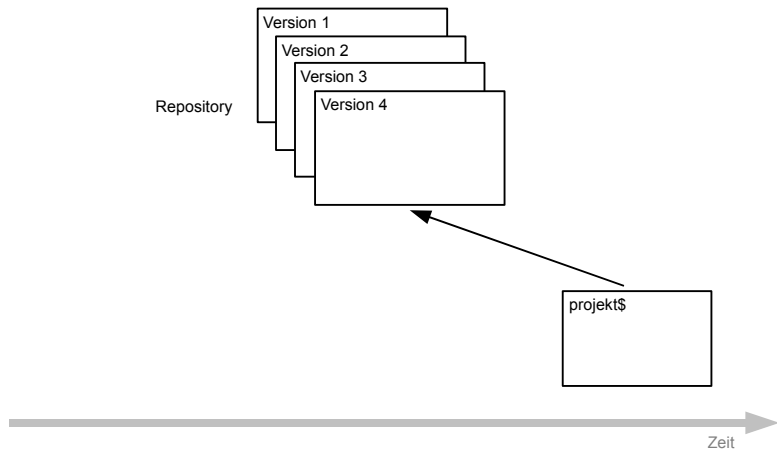 Version 1
Version 2
Version 3
Repository
Version 4
projekt$
Zeit